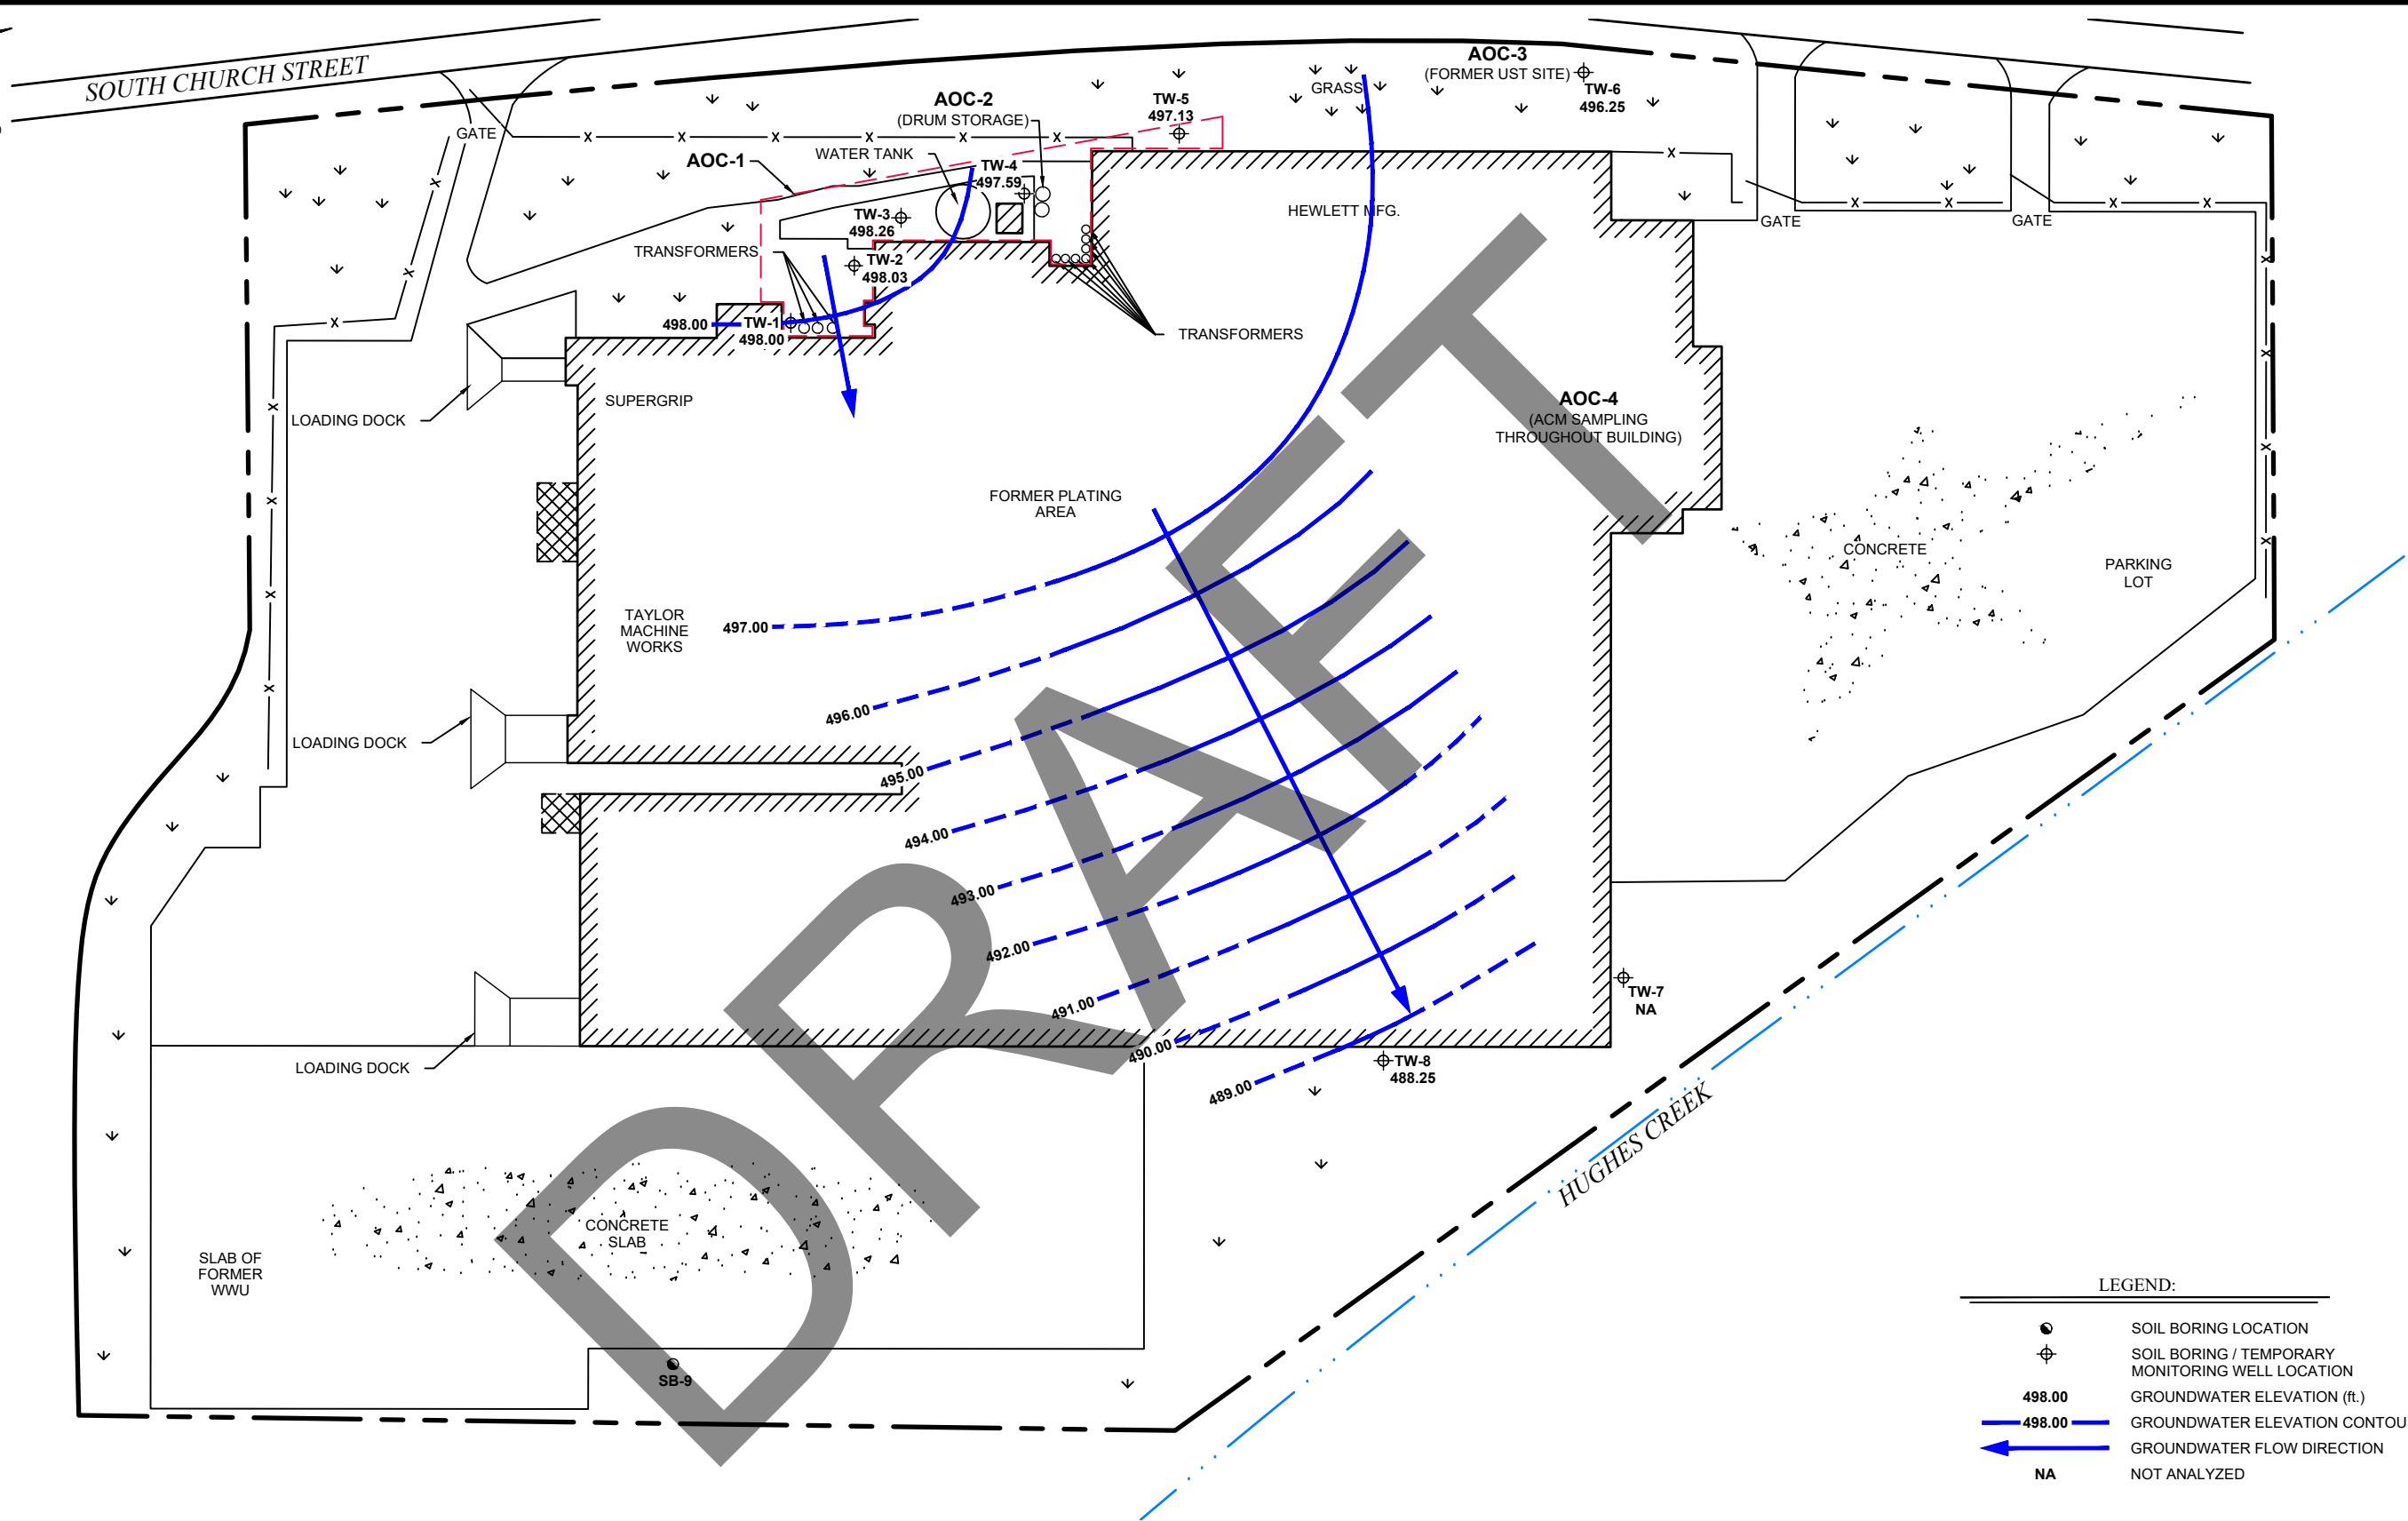 SOUTH CHURCH STREET
GATE
AOC-1
AOC-2
(DRUM STORAGE)
WATER TANK
TW-5
497.13
GRASS
AOC-3
(FORMER UST SITE)
TW-6
496.25
TW-4
497.59
TW-3
498.26
TRANSFORMERS
TW-2
498.03
498.00
TW-1
498.00
HEWLETT MFG.
GATE
GATE
TRANSFORMERS
LOADING DOCK
SUPERGRIP
AOC-4
(ACM SAMPLING
THROUGHOUT BUILDING)
FORMER PLATING
AREA
CONCRETE
PARKING
LOT
TAYLOR
MACHINE
WORKS
497.00
496.00
495.00
494.00
493.00
492.00
491.00
490.00
489.00
LOADING DOCK
LOADING DOCK
TW-7
NA
TW-8
488.25
HUGHES CREEK
CONCRETE
SLAB
SLAB OF
FORMER
WWU
SB-9
DRAFT
LEGEND:
SOIL BORING LOCATION
SOIL BORING / TEMPORARY
MONITORING WELL LOCATION
498.00 GROUNDWATER ELEVATION (ft.)
498.00 GROUNDWATER ELEVATION CONTOU
GROUNDWATER FLOW DIRECTION
NA NOT ANALYZED